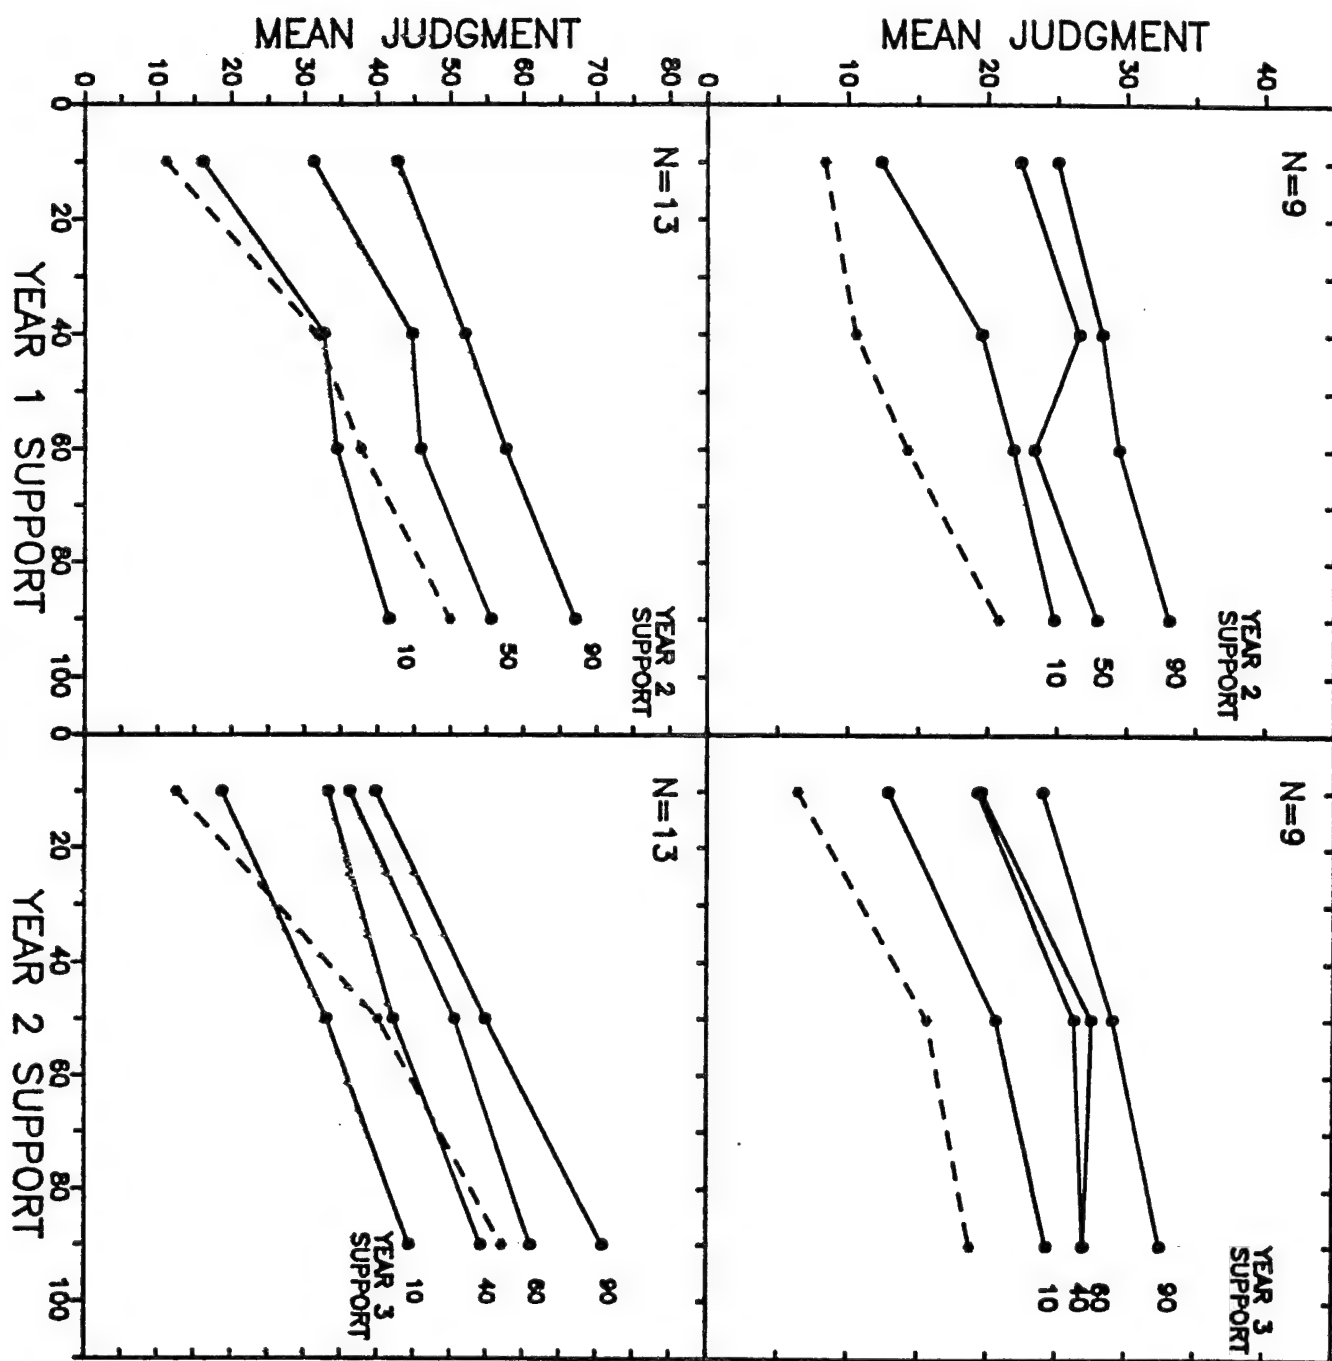 MEAN JUDGMENT
0 10 20 30 40 50 60 70 80
MEAN JUDGMENT
0 10 20 30 40
N=13
YEAR 2
SUPPORT
10
50
90
0 20 40 60 80 100
YEAR 1 SUPPORT
N=9
YEAR 2
SUPPORT
10
50
90
N=13
YEAR 3
SUPPORT
10
40
60
90
0 20 40 60 80 100
YEAR 2 SUPPORT
N=9
YEAR 3
SUPPORT
10
40
60
90